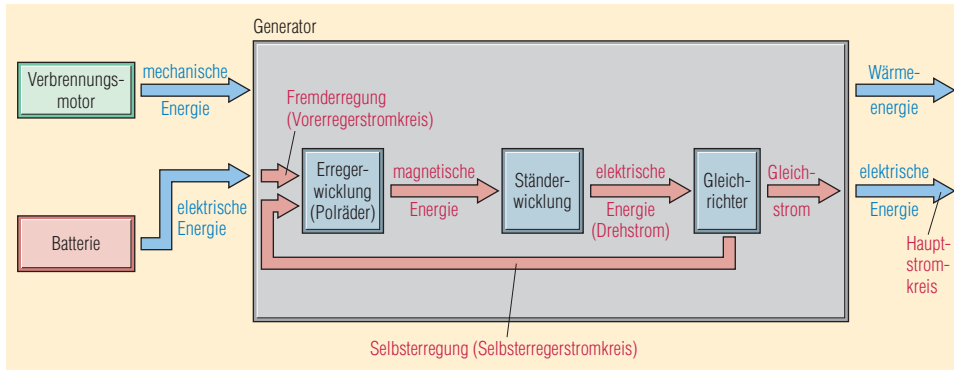 Generator
Verbrennungs-
motor
mechanische
Energie
Wärme-
energie
Fremderregung
(Vorerregerstromkreis)
Erreger-
wicklung
(Polräder)
magnetische
Energie
Ständer-
wicklung
elektrische
Energie
(Drehstrom)
Gleich-
richter
Gleich-
strom
elektrische
Energie
Batterie
elektrische
Energie
Haupt-
strom-
kreis
Selbsterregung (Selbsterregerstromkreis)